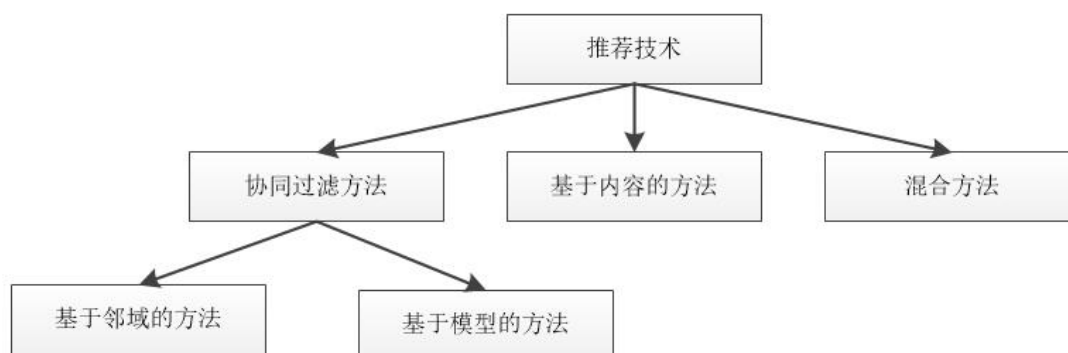 推荐技术
协同过滤方法
基于内容的方法
混合方法
基于邻域的方法
基于模型的方法